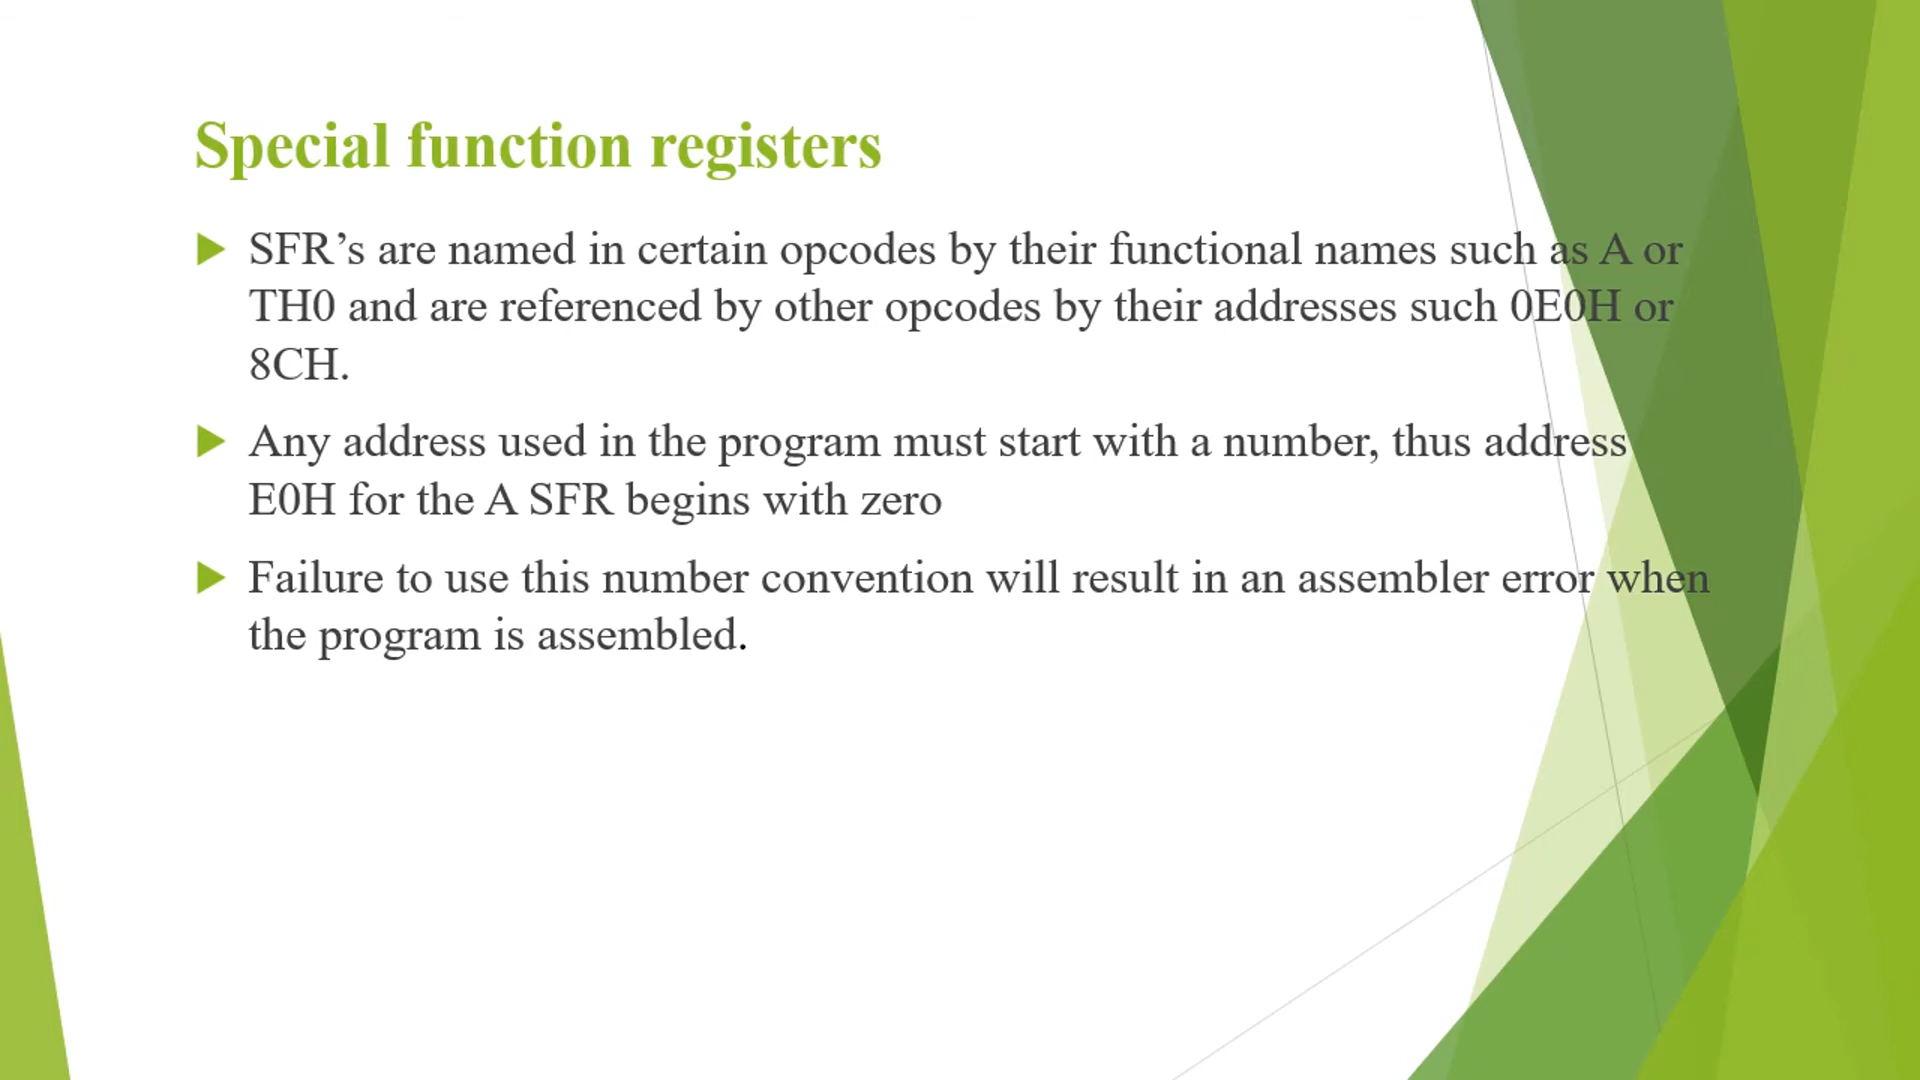 Special function registers
SFR’s are named in certain opcodes by their functional names such as A or
TH0 and are referenced by other opcodes by their addresses such 0E0H or
8CH.
Any address used in the program must start with a number, thus address
E0H for the A SFR begins with zero
Failure to use this number convention will result in an assembler error when
the program is assembled.